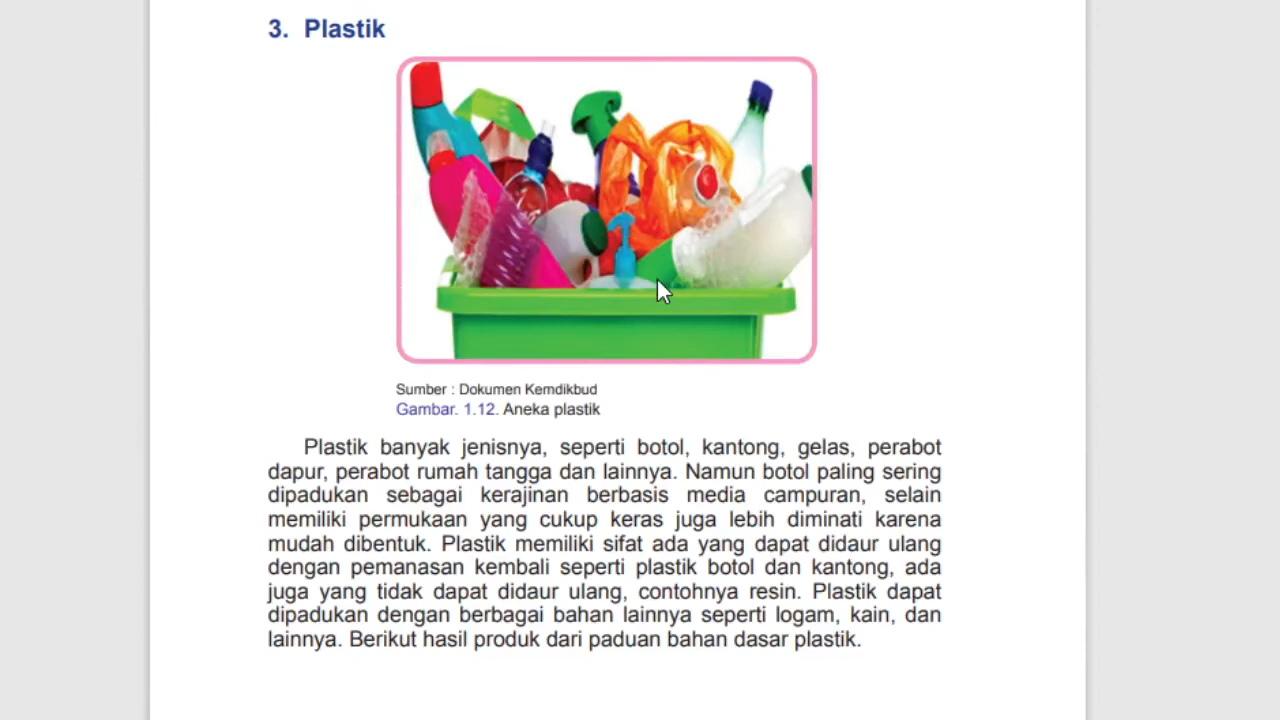 3. Plastik
Sumber : Dokumen Kemdikbud
Gambar. 1.12. Aneka plastik
Plastik banyak jenisnya, seperti botol, kantong, gelas, perabot
dapur, perabot rumah tangga dan lainnya. Namun botol paling sering
dipadukan sebagai kerajinan berbasis media campuran, selain
memiliki permukaan yang cukup keras juga lebih diminati karena
mudah dibentuk. Plastik memiliki sifat ada yang dapat didaur ulang
dengan pemanasan kembali seperti plastik botol dan kantong, ada
juga yang tidak dapat didaur ulang, contohnya resin. Plastik dapat
dipadukan dengan berbagai bahan lainnya seperti logam, kain, dan
lainnya. Berikut hasil produk dari paduan bahan dasar plastik.